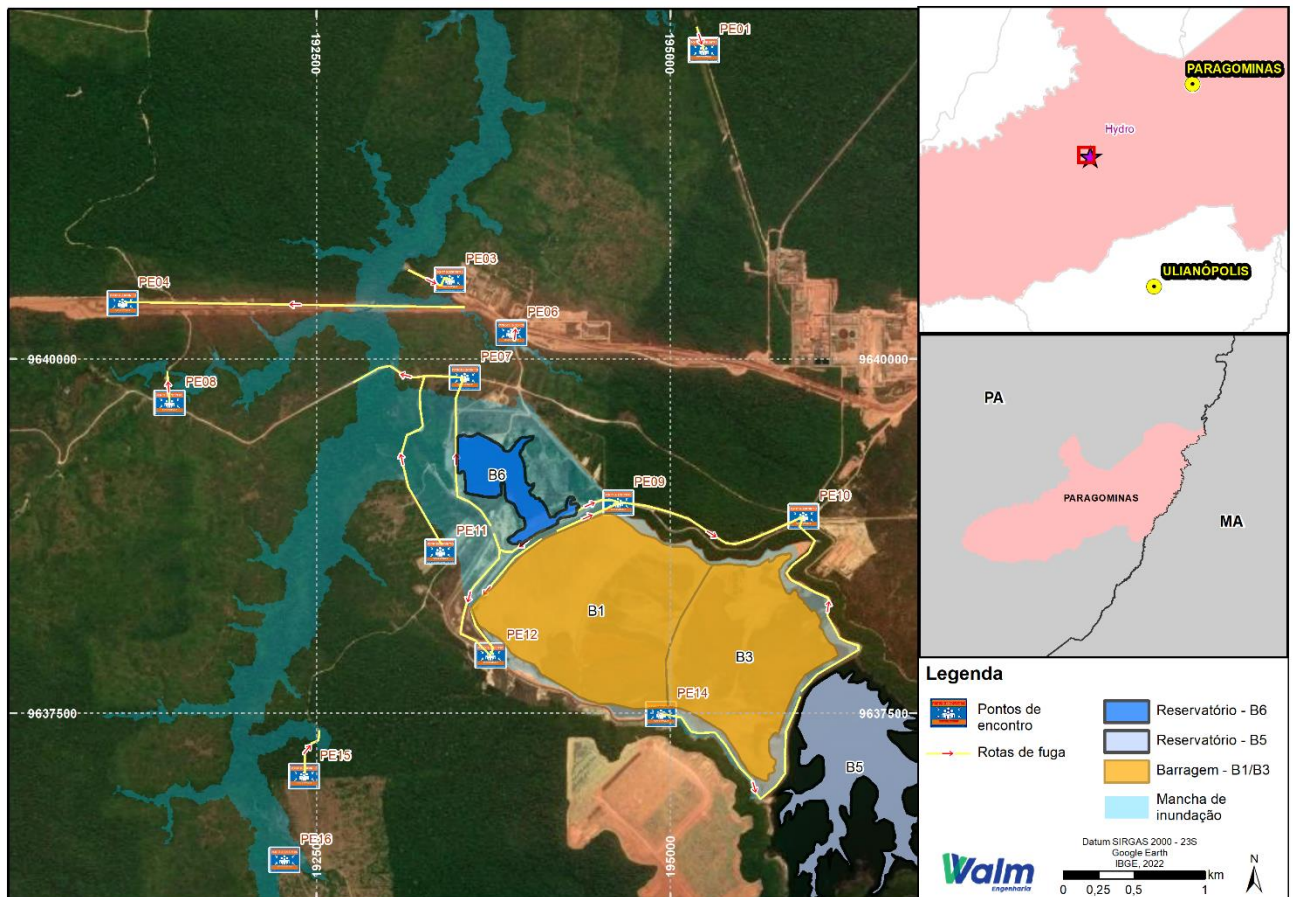 PE01
192500
195000
PE03
PE04
PE06
9640000
9640000
PE07
PE08
B6
PE09
PE10
PE11
B1
PE12
B3
PE14
9637500
9637500
PE15
B5
PE16
192500
195000
PARAGOMINAS
Hydro
ULIANÓPOLIS
PA
PARAGOMINAS
MA
Legenda
Pontos de
encontro
Rotas de fuga
Reservatório - B6
Reservatório - B5
Barragem - B1/B3
Mancha de
inundação
Datum SIRGAS 2000 - 23S
Google Earth
IBGE, 2022
Walm
Engenharia
km
0 0,25 0,5 1
N